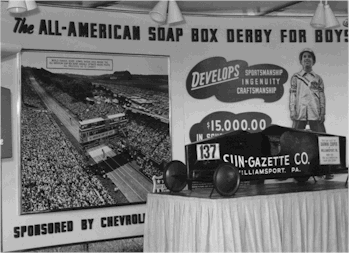 The ALL-AMERICAN SOAP BOX DERBY FOR BOYS
DEVELOPS
SPORTSMANSHIP
INGENUITY
CRAFTSMANSHIP
$15,000.00
SPONSORED BY CHEVROL
137
SUN-GAZETTE CO.
WILLIAMSPORT, PA.